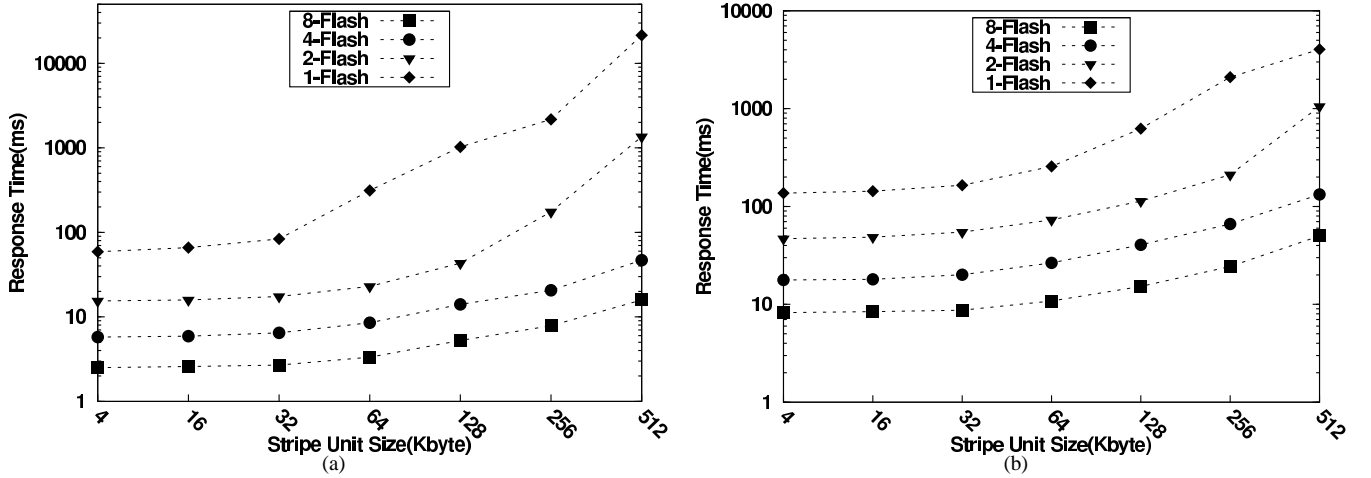 8-Flash
4-Flash
2-Flash
1-Flash
10000
1000
100
10
1
Response Time(ms)
4
16
32
64
128
256
512
Stripe Unit Size(Kbyte)
(a)
8-Flash
4-Flash
2-Flash
1-Flash
10000
1000
100
10
1
Response Time(ms)
4
16
32
64
128
256
512
Stripe Unit Size(Kbyte)
(b)